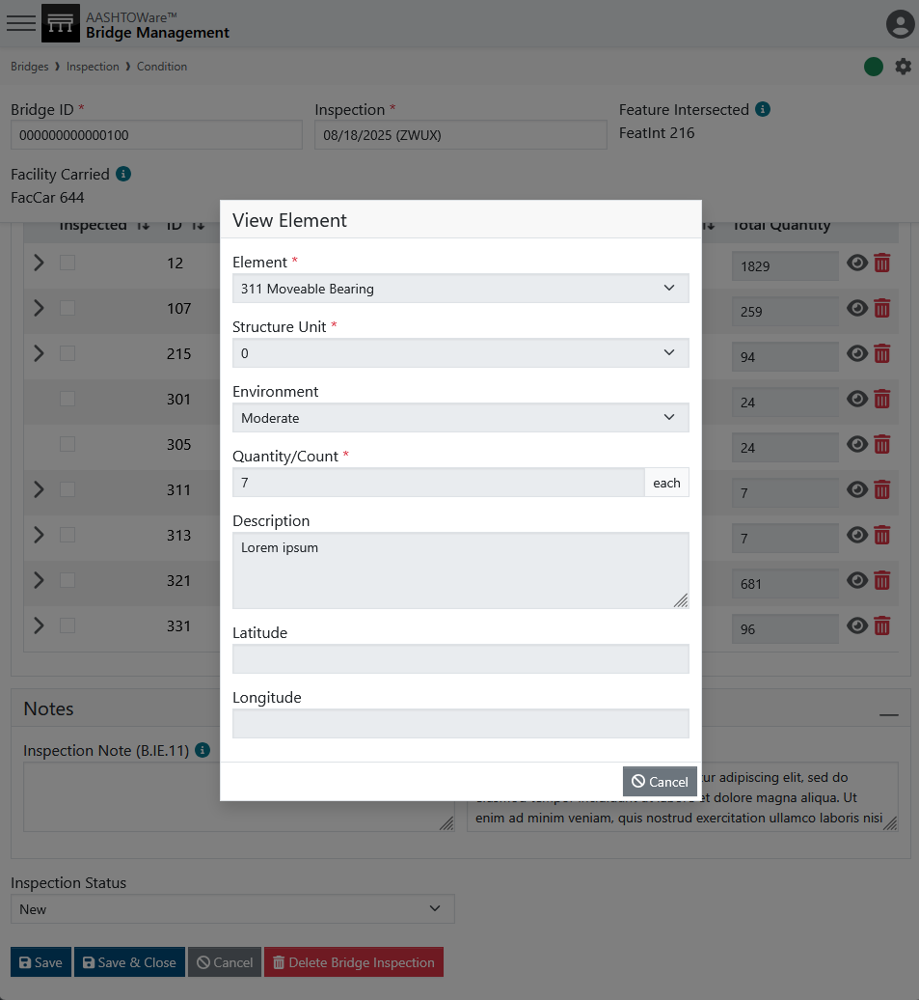 AASHTOWare™
Bridge Management
Bridges › Inspection › Condition
Bridge ID *
000000000000100
Inspection *
08/18/2025 (ZWUX)
Feature Intersected
FeatInt 216
Facility Carried
FacCar 644
Inspected ID Total Quantity
12 1829
107 259
215 94
301 24
305 24
311 7
313 7
321 681
331 96
View Element
Element *
311 Moveable Bearing
Structure Unit *
0
Environment
Moderate
Quantity/Count *
7 each
Description
Lorem ipsum
Latitude
Longitude
Cancel
Notes
Inspection Note (B.IE.11)
adipiscing elit, sed do
et dolore magna aliqua. Ut
enim ad minim veniam, quis nostrud exercitation ullamco laboris nisi
Inspection Status
New
Save Save & Close Cancel Delete Bridge Inspection